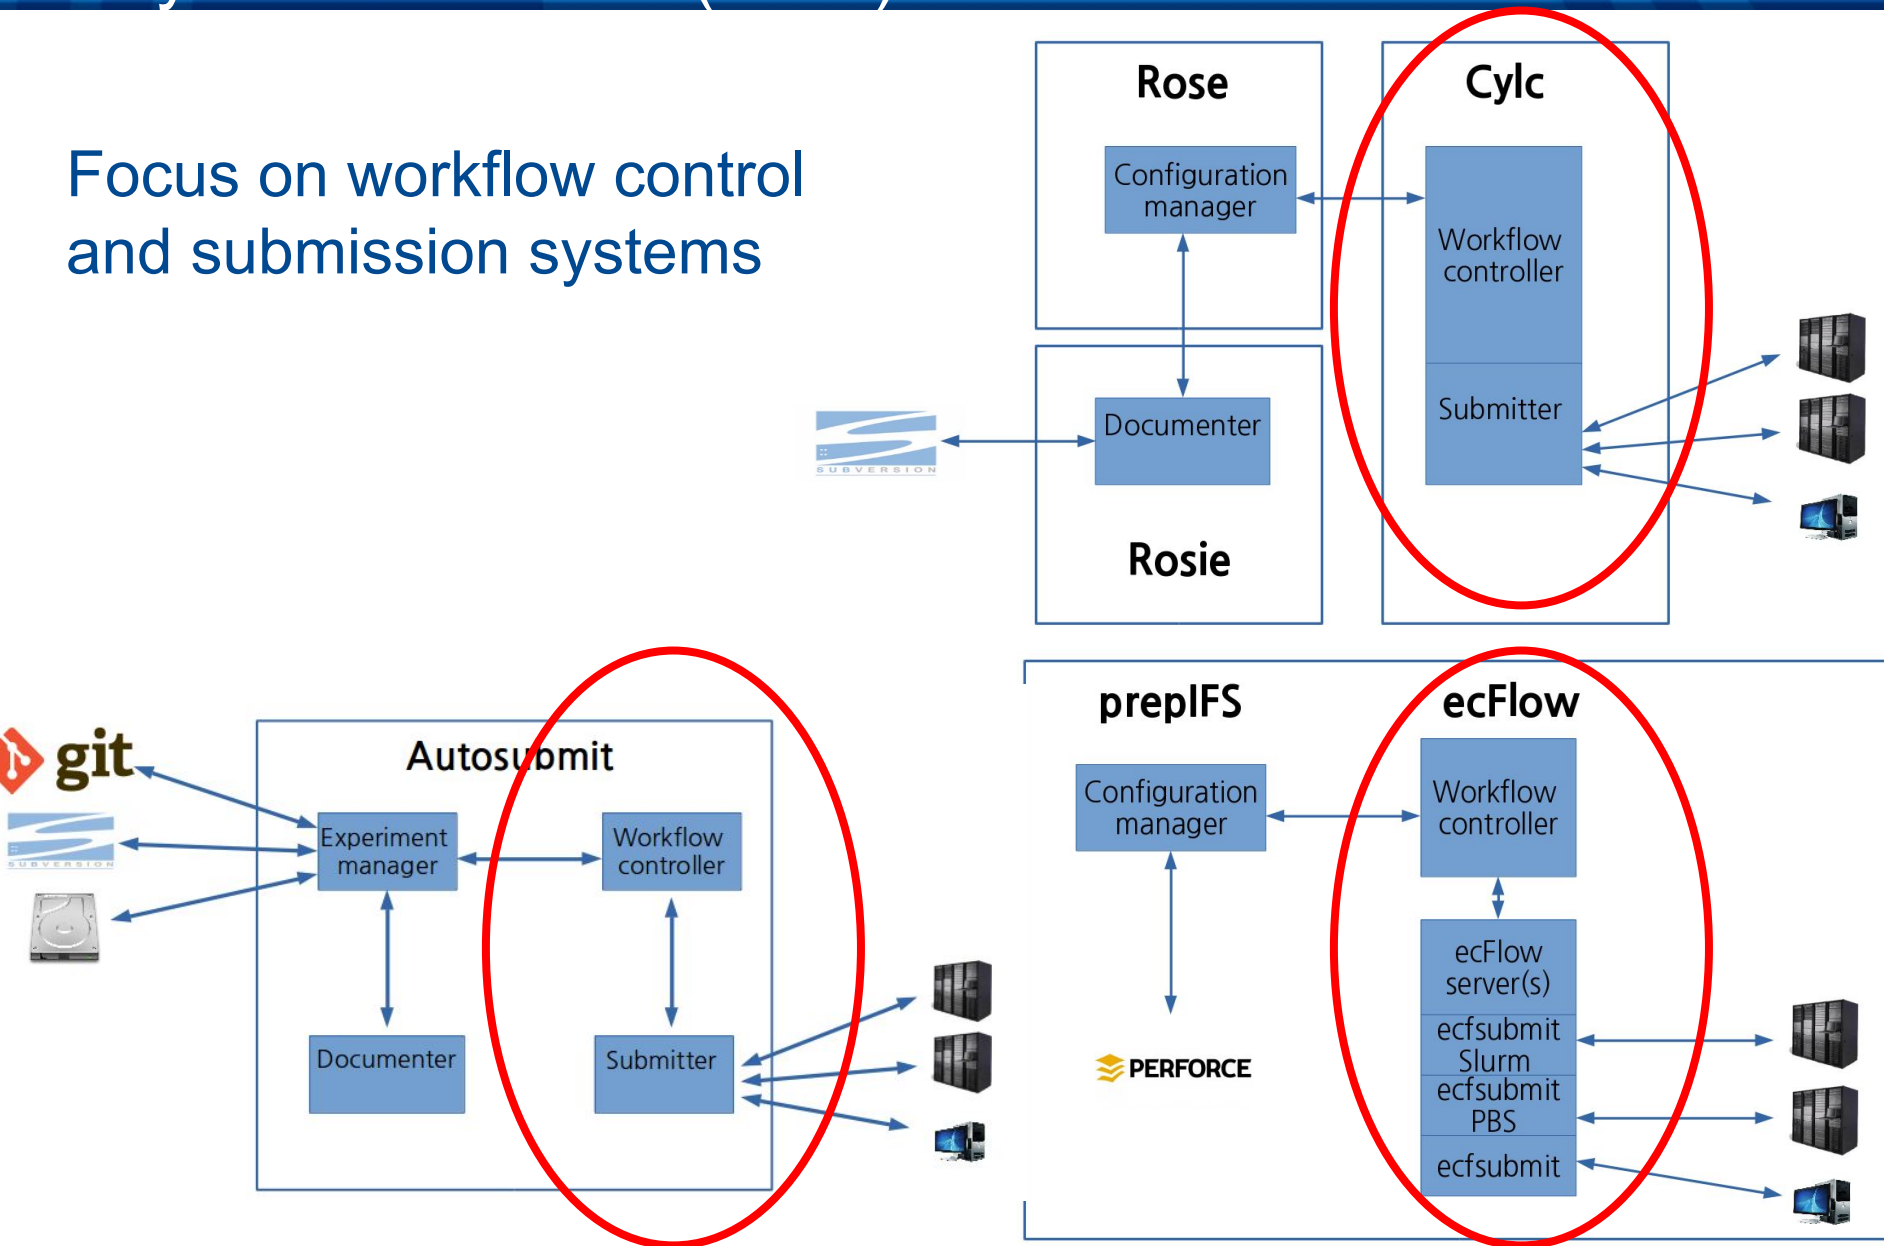 Focus on workflow control
and submission systems
Rose
Configuration
manager
Cylc
Workflow
controller
Submitter
SUBVERSION
Documenter
Rosie
git
SUBVERSION
Autosubmit
Experiment
manager
Workflow
controller
Documenter
Submitter
prepIFS
Configuration
manager
PERFORCE
ecFlow
Workflow
controller
ecFlow
server(s)
ecfsubmit
Slurm
ecfsubmit
PBS
ecfsubmit